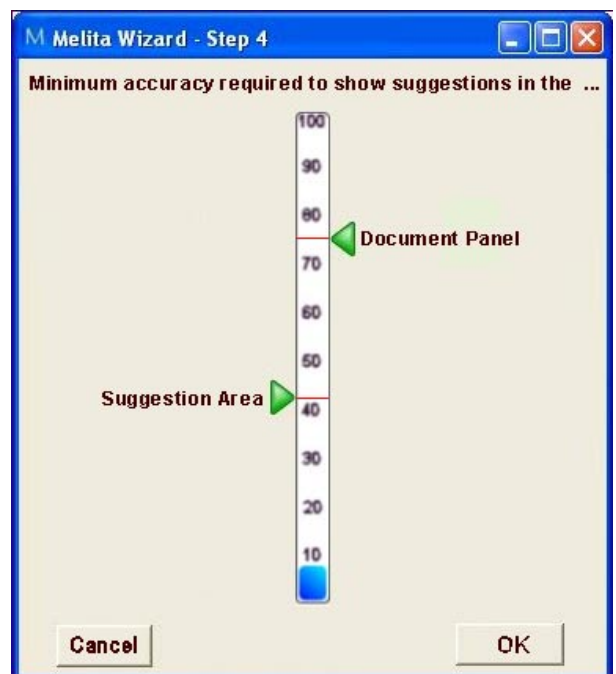 M Melita Wizard - Step 4
Minimum accuracy required to show suggestions in the ...
100
90
80
Document Panel
70
60
50
Suggestion Area
40
30
20
10
Cancel OK